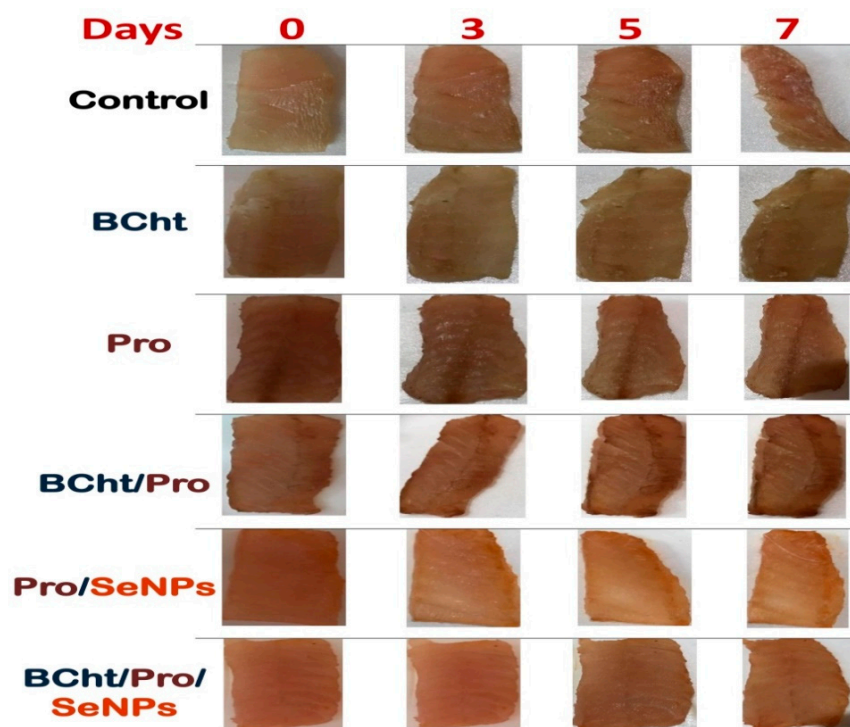 Days 0 3 5 7
Control
BCht
Pro
BCht/Pro
Pro/SeNPs
BCht/Pro/
SeNPs